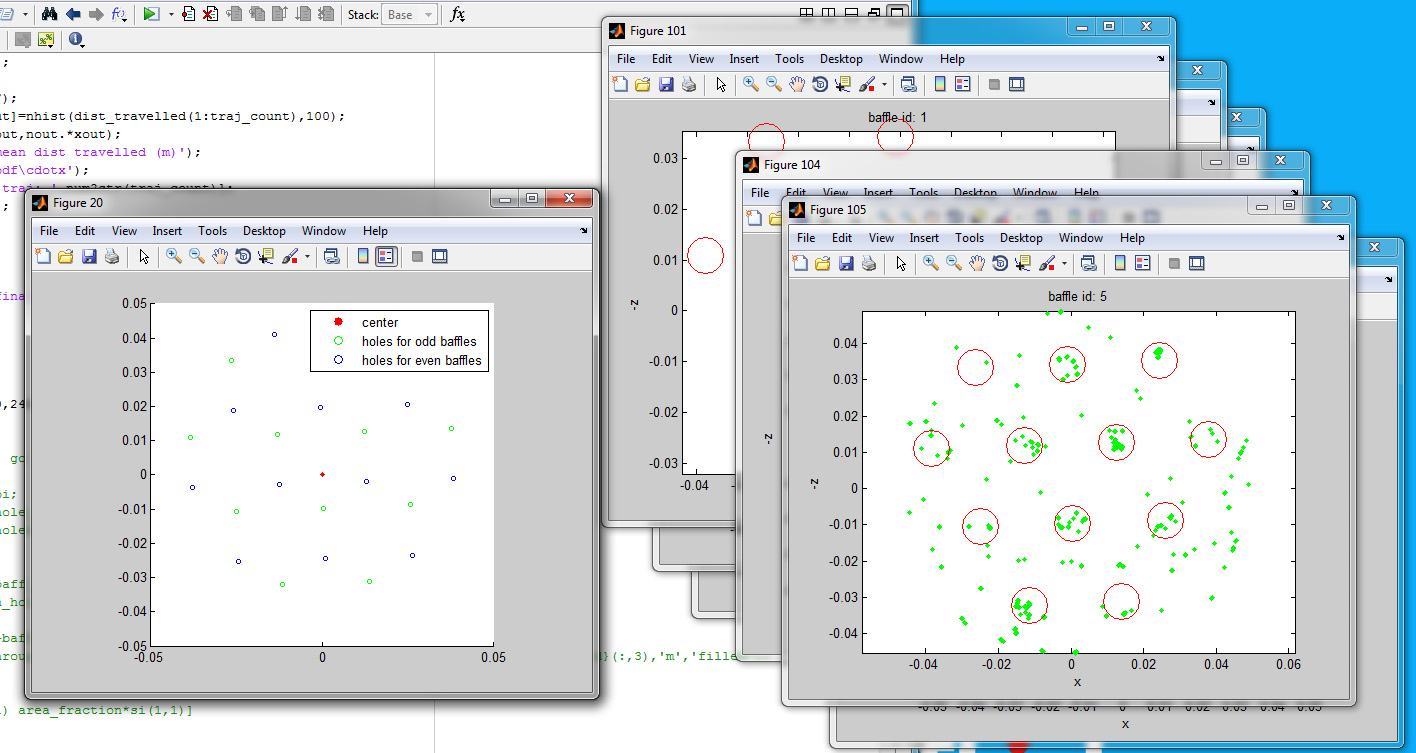 Stack: Base
;
');
ut]=nhist(dist_travelled(1:traj_count),100);
out,nout.*xout);
mean dist travelled (m)');
pdf\cdotx');
;
Figure 20
File Edit View Insert Tools Desktop Window Help
0.05
0.04
0.03
0.02
0.01
0
-0.01
-0.02
-0.03
-0.04
-0.05
-0.05 0 0.05
center
holes for odd baffles
holes for even baffles
,24
go
pi;
hole
hole
baff
n_ho
-baf
arou
}(:,3),'m','fille
) area_fraction*si(1,1)]
Figure 101
File Edit View Insert Tools Desktop Window Help
baffle id: 1
0.03
0.02
0.01
0
-0.01
-0.02
-0.03
-0.04
-z
Figure 104
File Edit View Insert Tools Desktop Window Help
-z
Figure 105
File Edit View Insert Tools Desktop Window Help
baffle id: 5
0.04
0.03
0.02
0.01
0
-0.01
-0.02
-0.03
-0.04
-z
-0.04 -0.02 0 0.02 0.04 0.06
x
-0.05 -0.04 -0.03 -0.02 -0.01 0 0.01 0.02 0.03 0.04 0.05
x